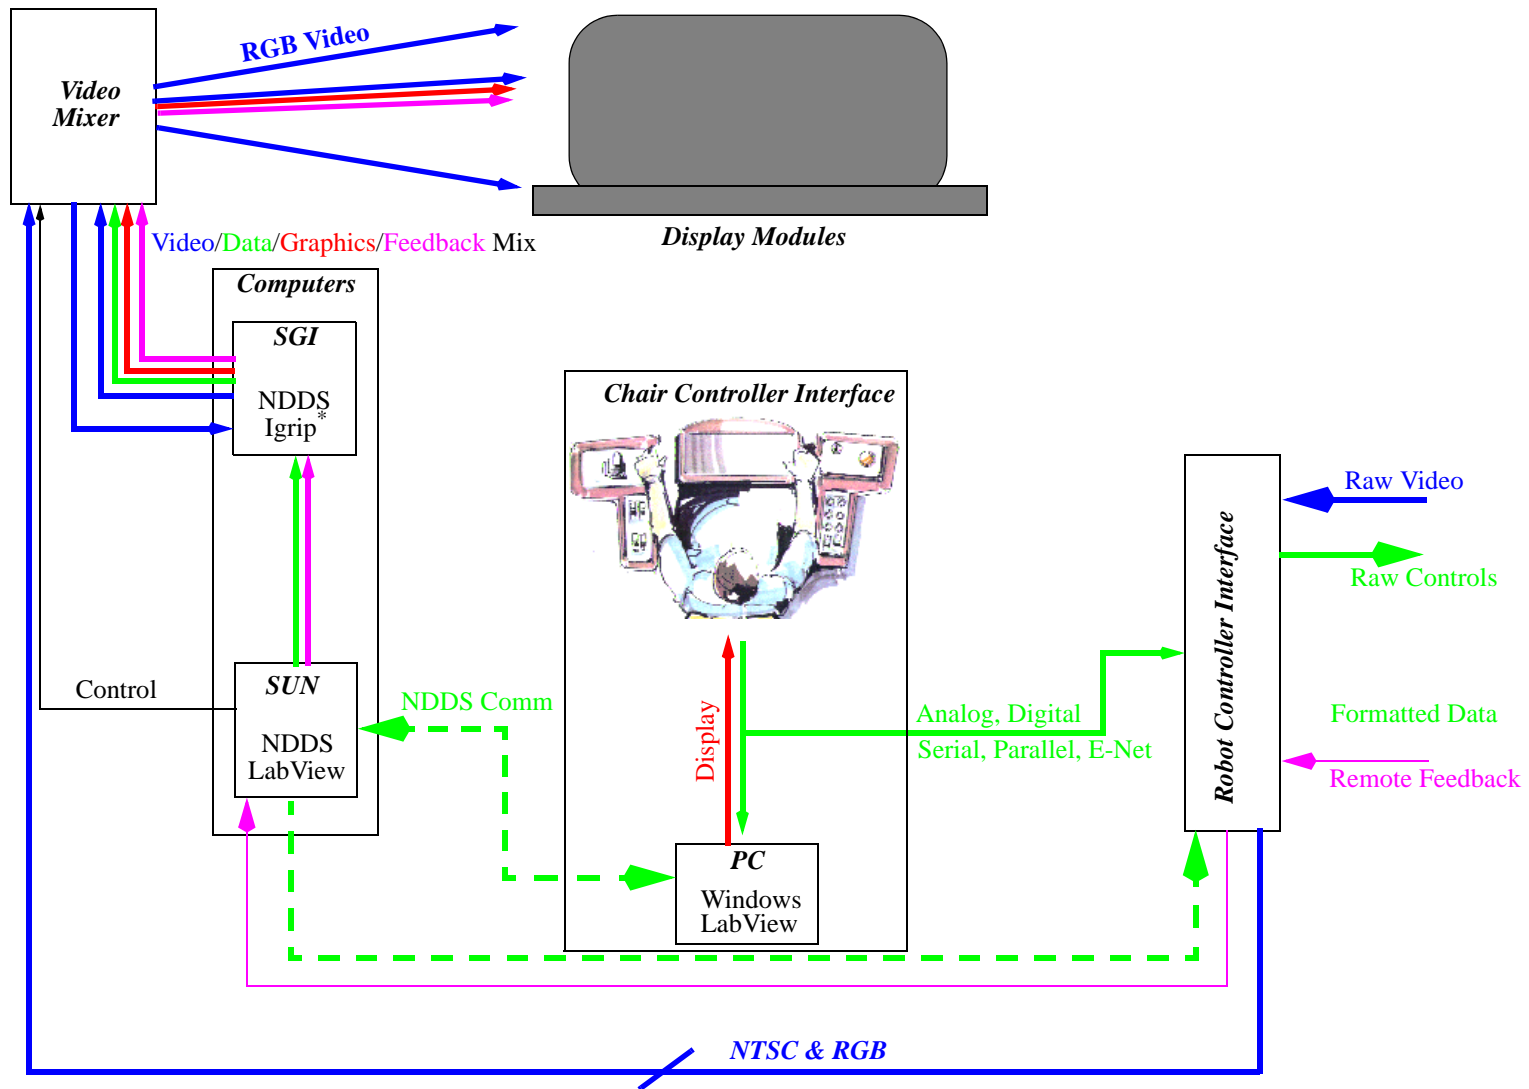 RGB Video
Video
Mixer
Display Modules
Video/Data/Graphics/Feedback Mix
Computers
SGI
NDDS
Igrip*
Chair Controller Interface
Raw Video
Raw Controls
Robot Controller Interface
Control
SUN
NDDS
LabView
NDDS Comm
Display
Analog, Digital
Serial, Parallel, E-Net
Formatted Data
Remote Feedback
PC
Windows
LabView
NTSC & RGB